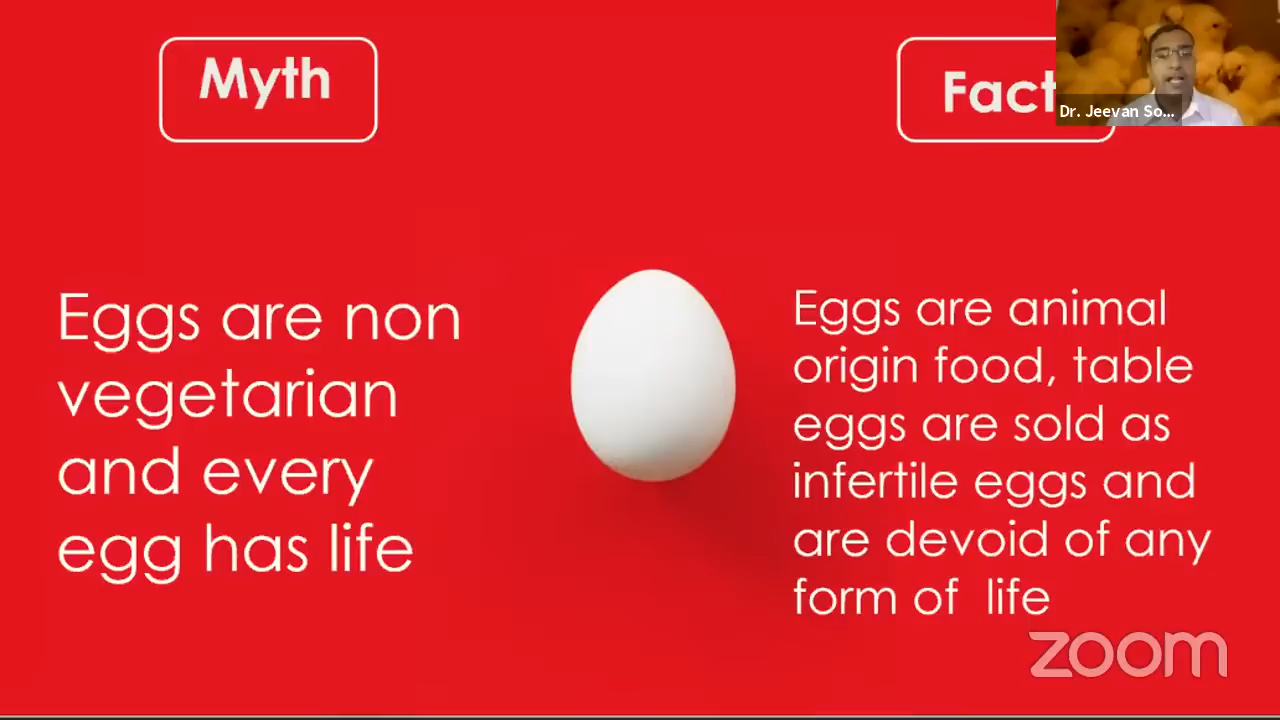 Myth
Fact
Dr. Jeevan So...
Eggs are non
vegetarian
and every
egg has life
Eggs are animal
origin food, table
eggs are sold as
infertile eggs and
are devoid of any
form of life
zoom